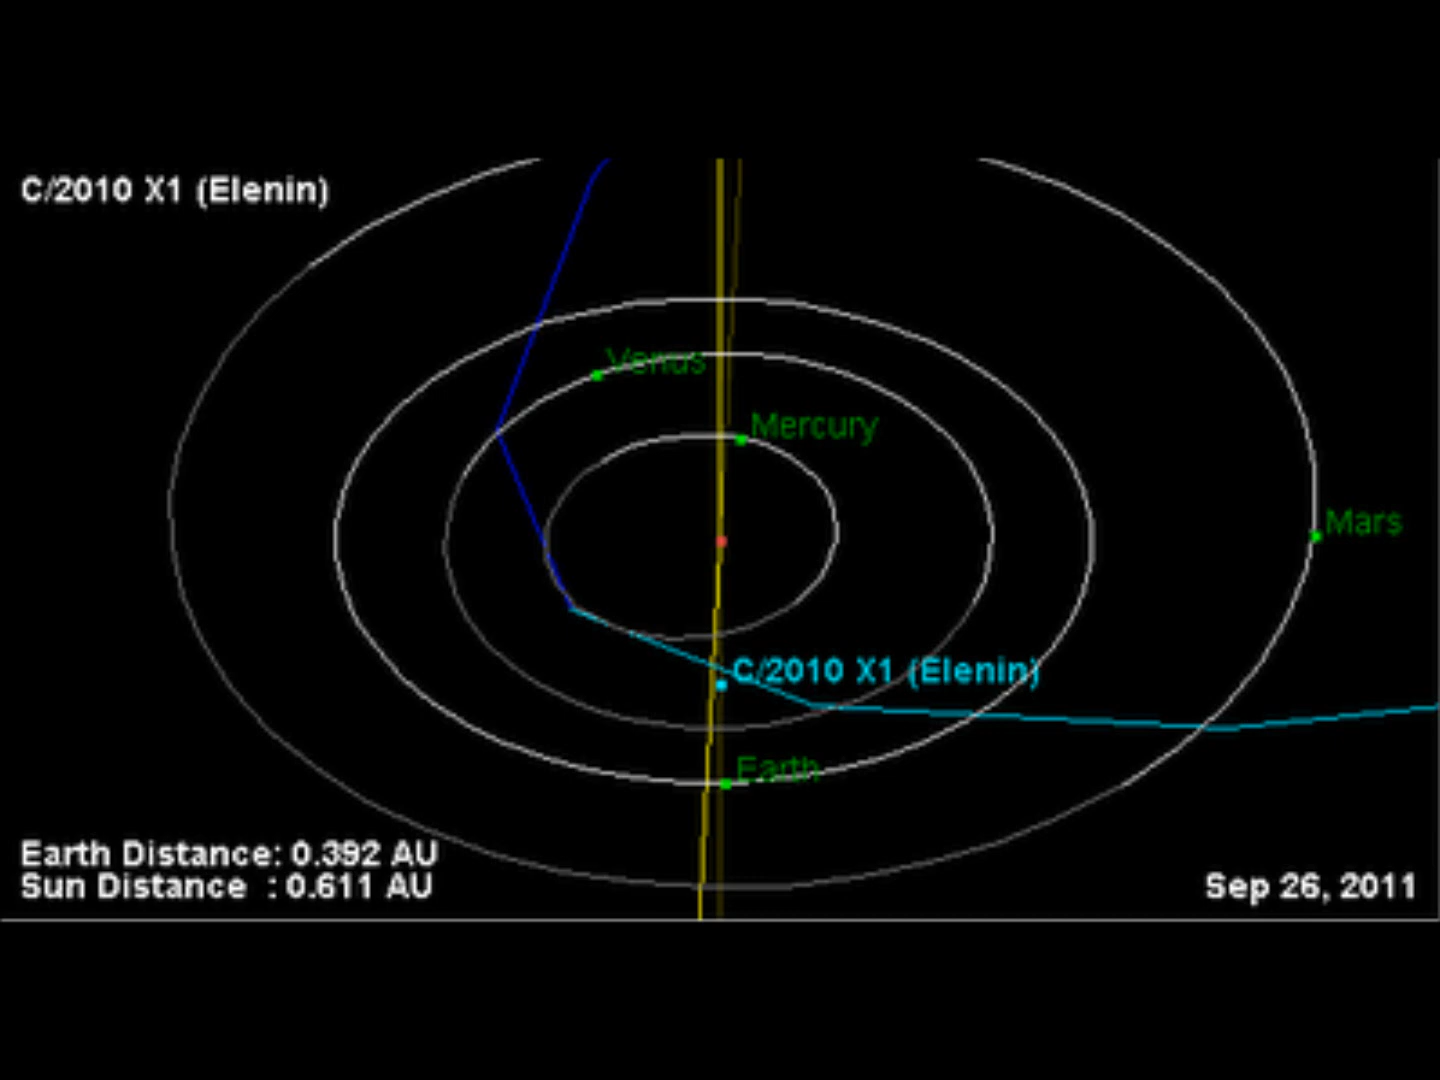 C/2010 X1 (Elenin)
Venus
Mercury
Mars
C/2010 X1 (Elenin)
Earth
Earth Distance: 0.392 AU
Sun Distance : 0.611 AU
Sep 26, 2011